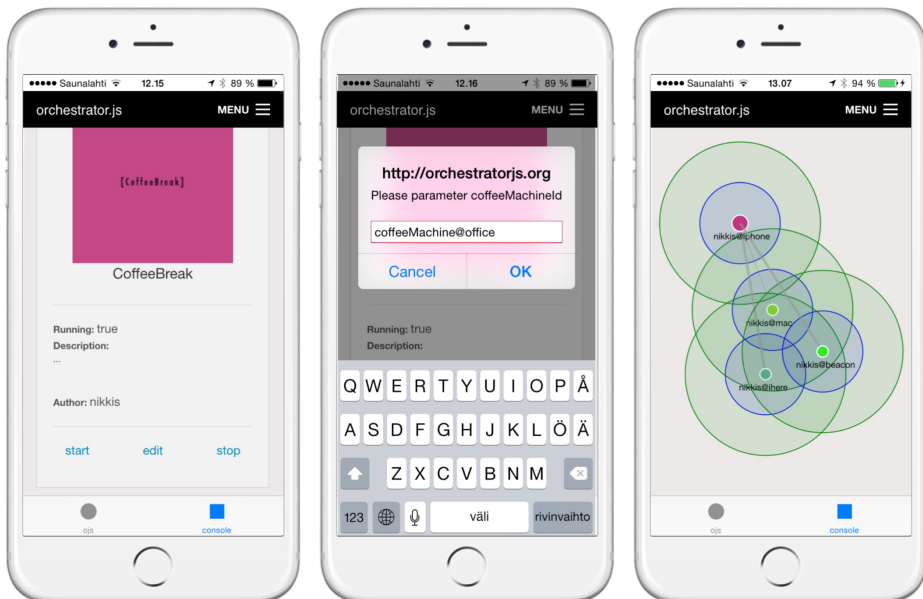 Saunalahti 12.15 89 %
orchestrator.js MENU
[CoffeeBreak]
CoffeeBreak
Running: true
Description:
...
Author: nikkis
start edit stop
ojs console
Saunalahti 12.16 89 %
orchestrator.js MENU
http://orchestratorjs.org
Please parameter coffeeMachineId
coffeeMachine@office
Cancel OK
Running: true
Description:
Q W E R T Y U I O P Å
A S D F G H J K L Ö Ä
Z X C V B N M
123 väli rivinvaihto
Saunalahti 13.07 94 %
orchestrator.js MENU
nikkis@iphone
nikkis@mac
nikkis@beacon
nikkis@ihere
ojs console